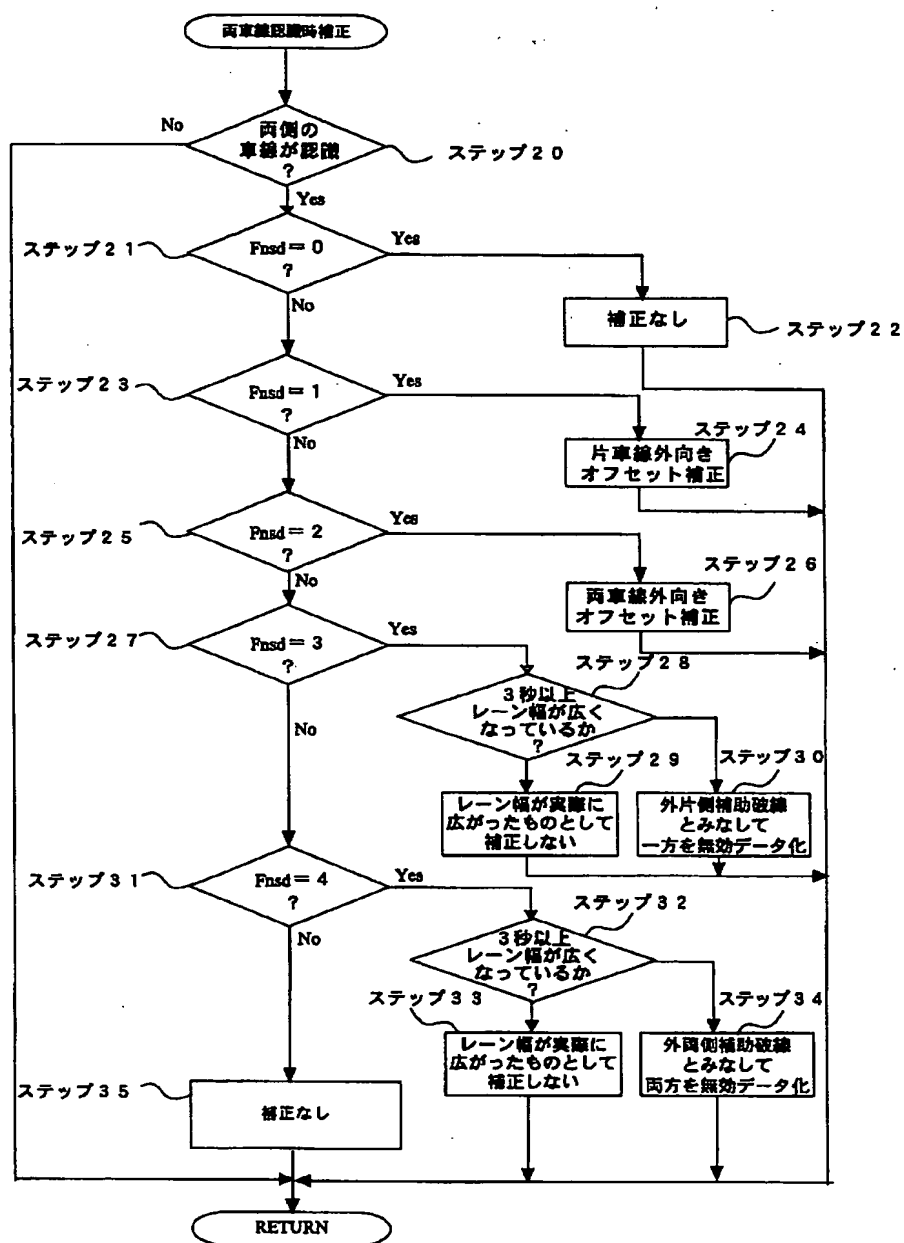 両車線認識時補正
No
両側の
車線が認識
?
ステップ20
Yes
ステップ21
Fnsd=0
?
Yes
No
補正なし
ステップ22
ステップ23
Fnsd=1
?
Yes
No
ステップ24
片車線外向き
オフセット補正
ステップ25
Fnsd=2
?
Yes
No
ステップ26
両車線外向き
オフセット補正
ステップ27
Fnsd=3
?
Yes
No
ステップ28
3秒以上
レーン幅が広く
なっているか
?
ステップ29
レーン幅が実際に
広がったものとして
補正しない
ステップ30
外片側補助破線
とみなして
一方を無効データ化
ステップ31
Fnsd=4
?
Yes
No
ステップ32
3秒以上
レーン幅が広く
なっているか
?
ステップ33
レーン幅が実際に
広がったものとして
補正しない
ステップ34
外両側補助破線
とみなして
両方を無効データ化
ステップ35
補正なし
RETURN